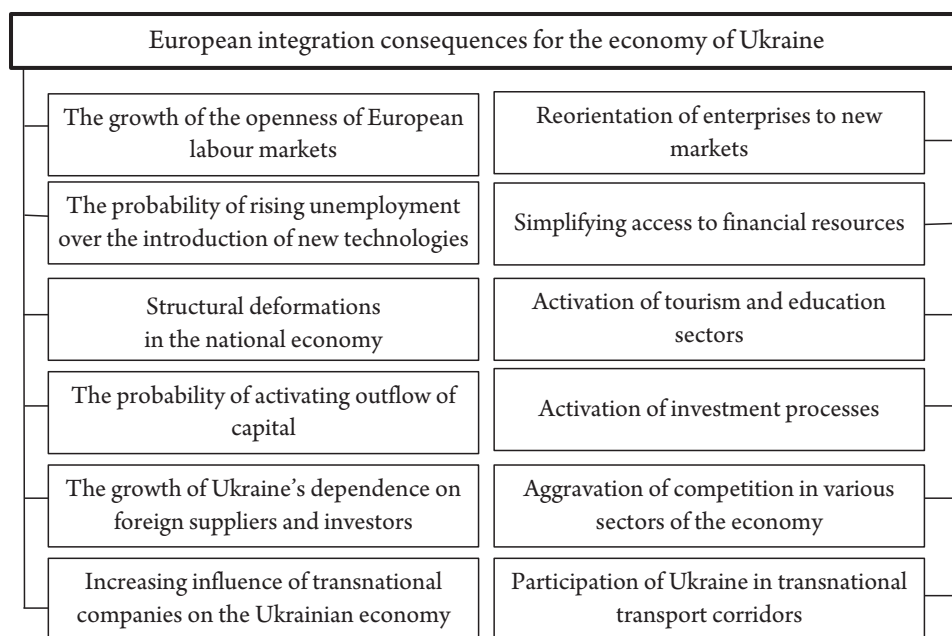 European integration consequences for the economy of Ukraine
The growth of the openness of European
labour markets
The probability of rising unemployment
over the introduction of new technologies
Structural deformations
in the national economy
The probability of activating outflow of
capital
The growth of Ukraine’s dependence on
foreign suppliers and investors
Increasing influence of transnational
companies on the Ukrainian economy
Reorientation of enterprises to new
markets
Simplifying access to financial resources
Activation of tourism and education
sectors
Activation of investment processes
Aggravation of competition in various
sectors of the economy
Participation of Ukraine in transnational
transport corridors